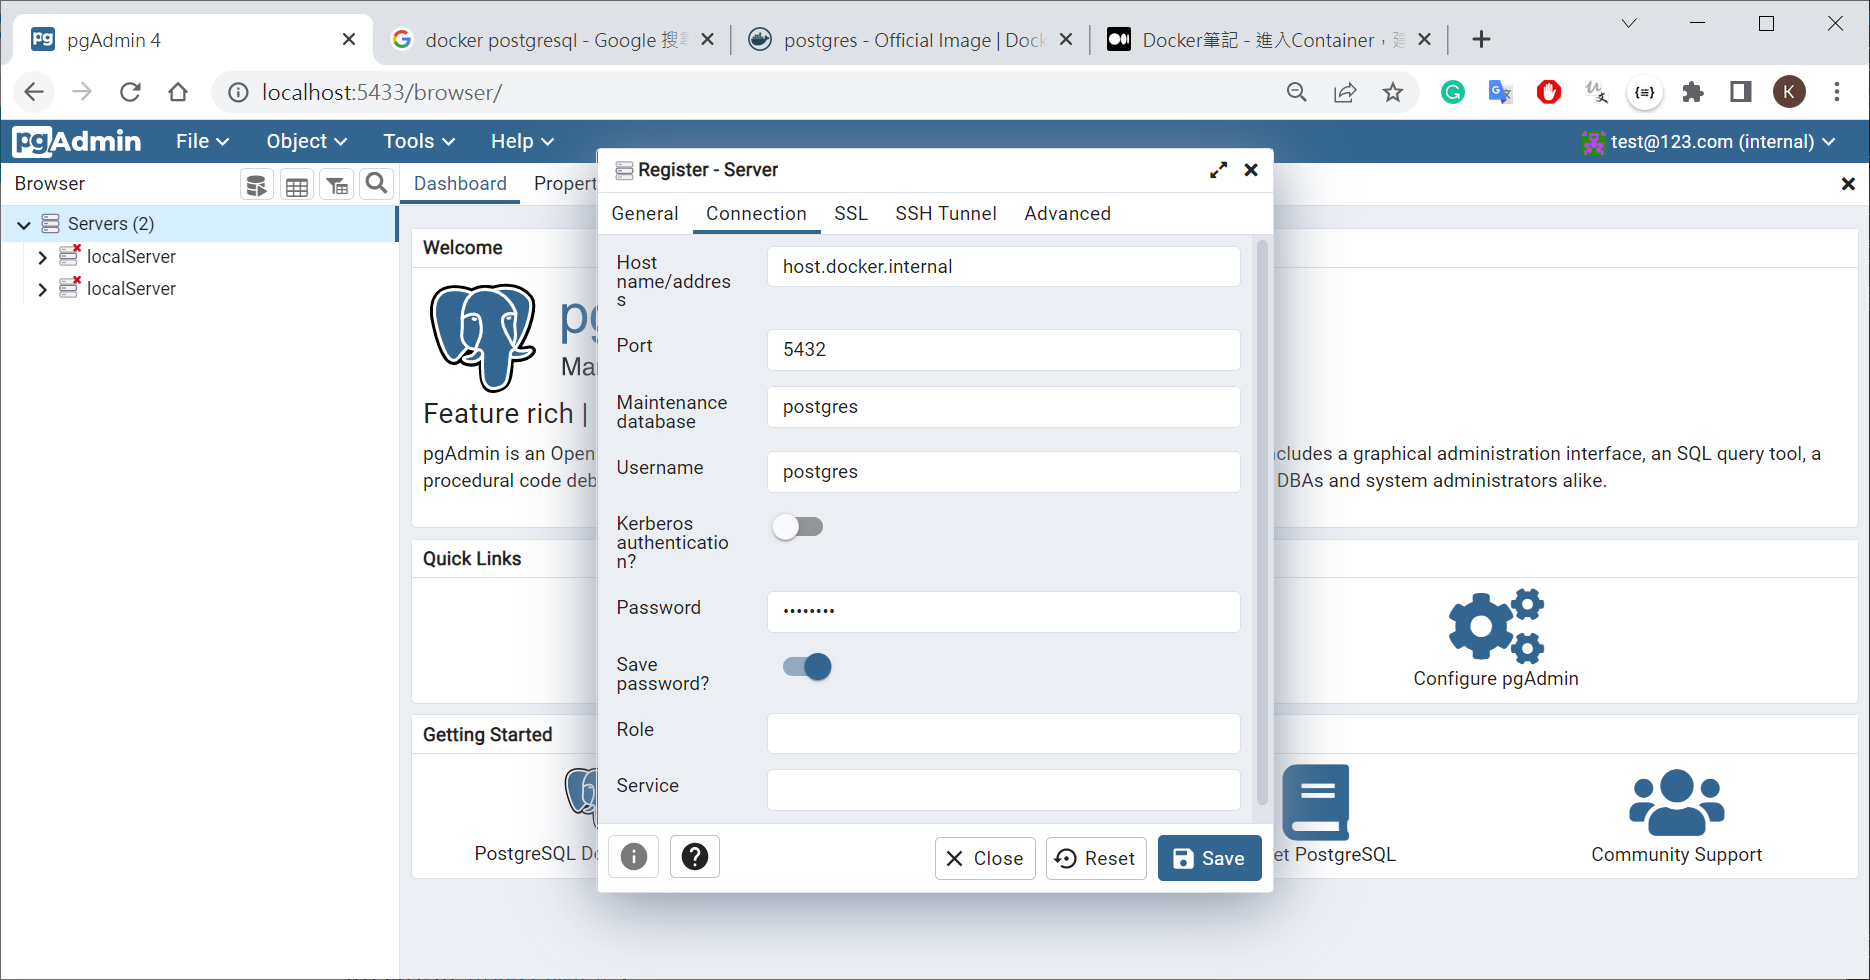 pgAdmin 4
docker postgresql - Google 搜
postgres - Official Image | Dock
Docker筆記 - 進入Container，
localhost:5433/browser/
K
pgAdmin
File
Object
Tools
Help
test@123.com (internal)
Browser
Dashboard
Propert
Servers (2)
localServer
localServer
Welcome
pg
Mar
Feature rich |
pgAdmin is an Open
cludes a graphical administration interface, an SQL query tool, a
procedural code deb
DBAs and system administrators alike.
Quick Links
Configure pgAdmin
Getting Started
PostgreSQL Do
et PostgreSQL
Community Support
Register - Server
General
Connection
SSL
SSH Tunnel
Advanced
Host
name/addres
s
host.docker.internal
Port
5432
Maintenance
database
postgres
Username
postgres
Kerberos
authenticatio
n?
Password
••••••••
Save
password?
Role
Service
Close
Reset
Save